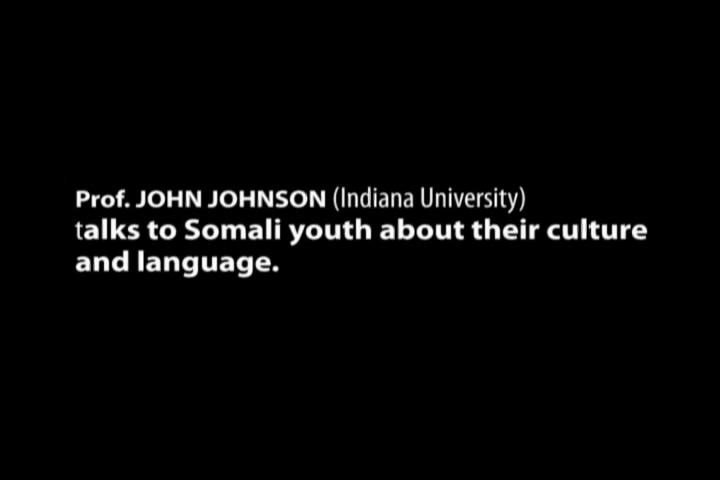 Prof. JOHN JOHNSON (Indiana University)
talks to Somali youth about their culture
and language.